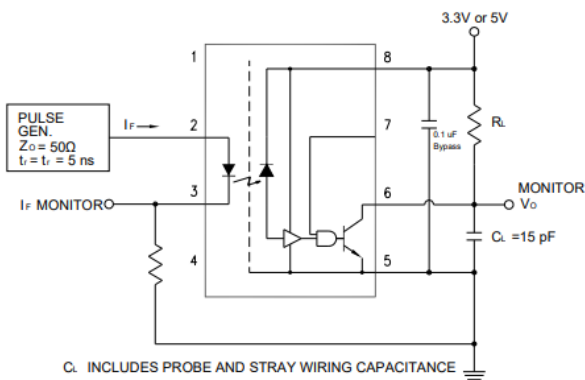 3.3V or 5V
1
8
PULSE
GEN.
ZO = 50Ω
tf = tr = 5 ns
IF
2
7
0.1 uF
Bypass
RL
IF MONITOR
3
6
MONITOR
VO
4
5
CL =15 pF
CL INCLUDES PROBE AND STRAY WIRING CAPACITANCE